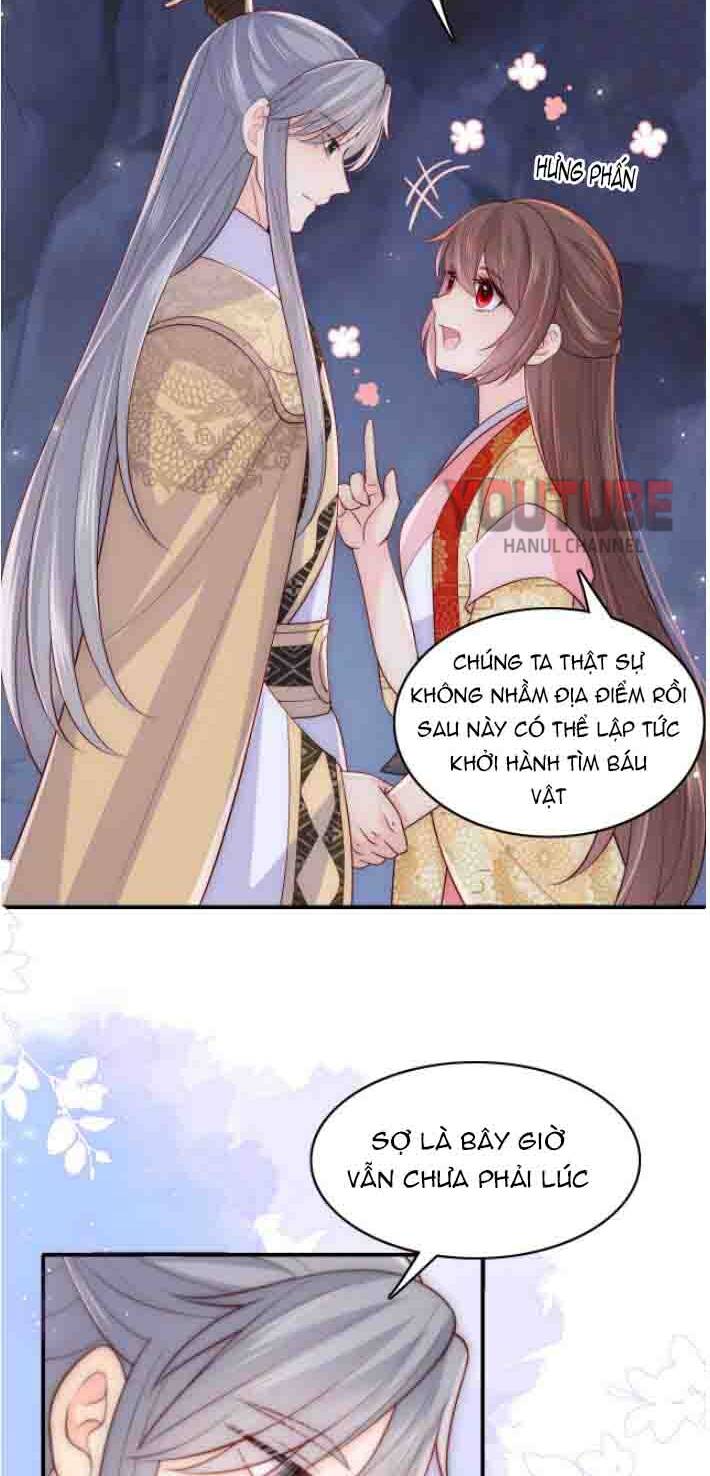 HƯNG PHẤN
YOUTUBE
HANUL CHANNEL
CHÚNG TA THẬT SỰ
KHÔNG NHẦM ĐỊA ĐIỂM RỒI
SAU NÀY CÓ THỂ LẬP TỨC
KHỞI HÀNH TÌM BÁU
VẬT
SỢ LÀ BÂY GIỜ
VẪN CHƯA PHẢI LÚC